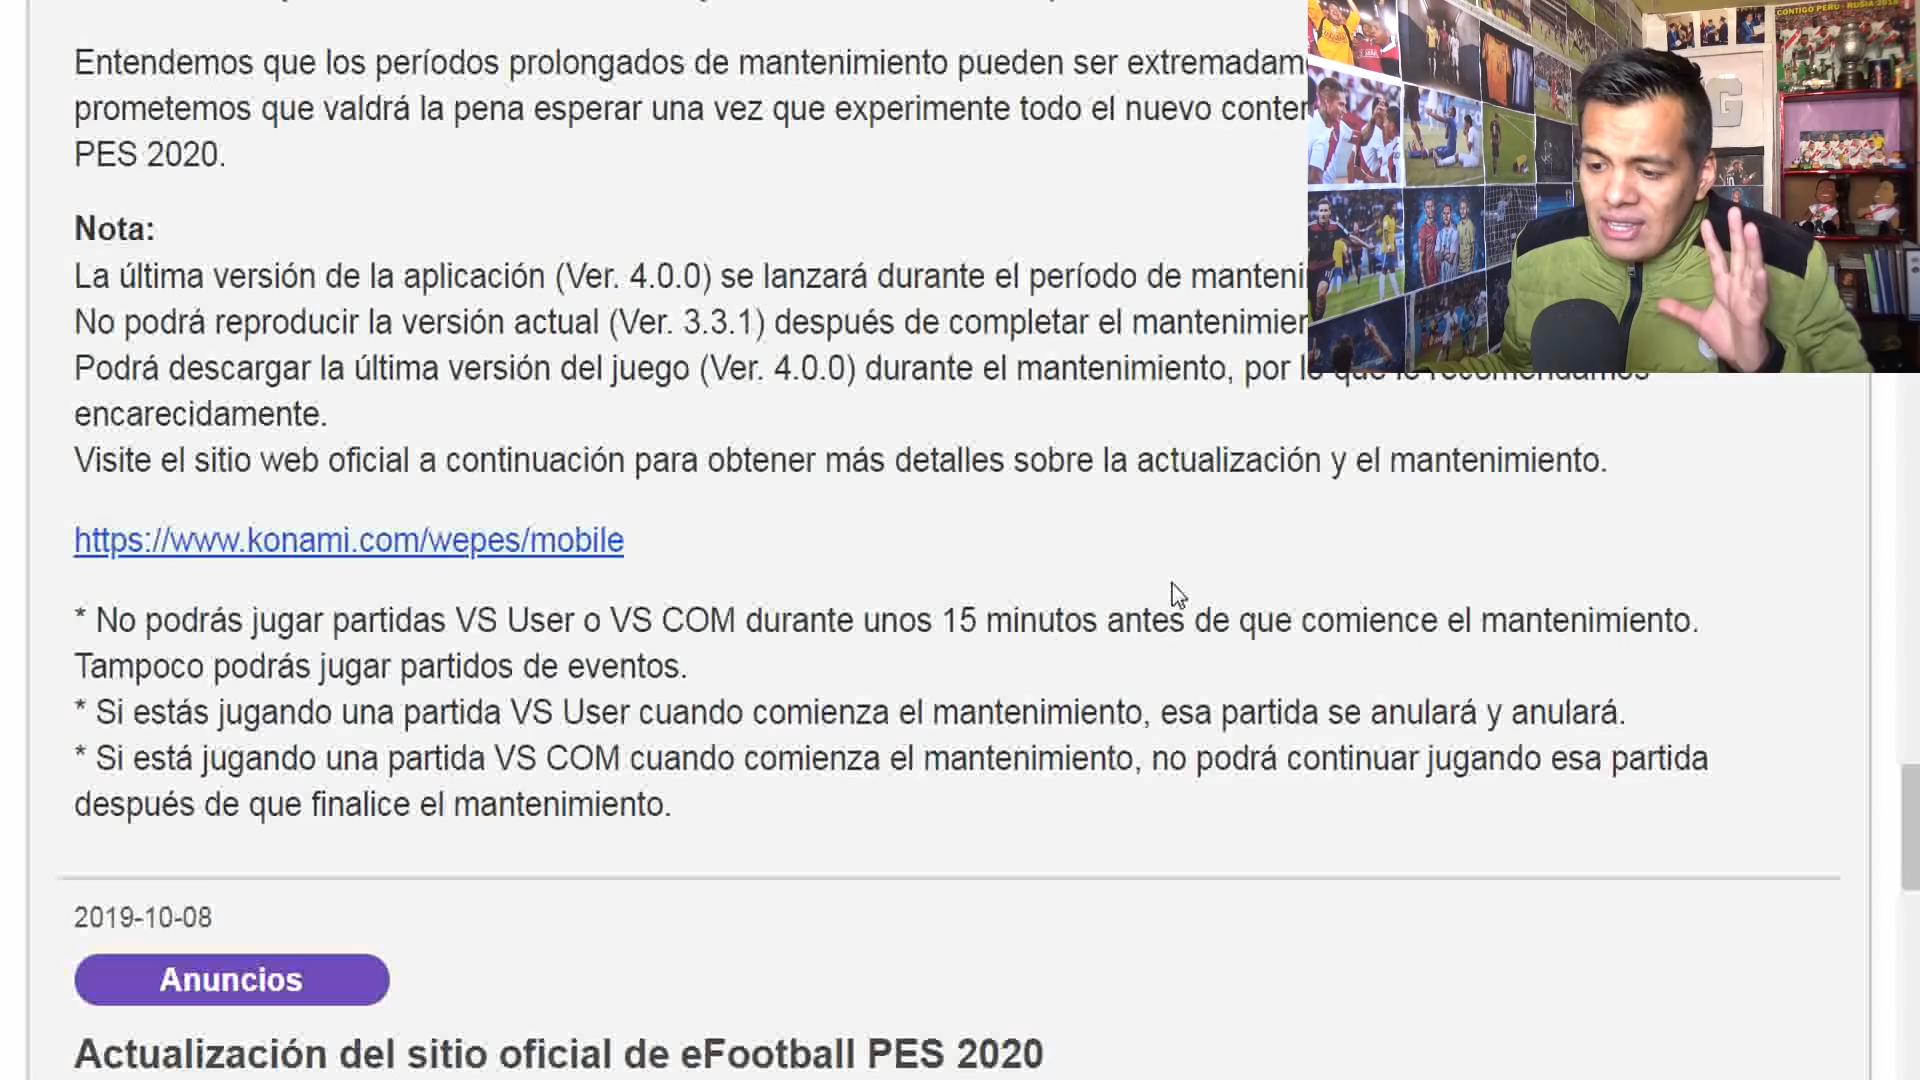 Entendemos que los períodos prolongados de mantenimiento pueden ser
prometemos que valdrá la pena esperar una vez que experimente todo el nuevo
PES 2020.
Nota:
La última versión de la aplicación (Ver. 4.0.0) se lanzará durante el período de
No podrá reproducir la versión actual (Ver. 3.3.1) después de completar el
Podrá descargar la última versión del juego (Ver. 4.0.0) durante el mantenimiento, por
encarecidamente.
Visite el sitio web oficial a continuación para obtener más detalles sobre la actualización y el mantenimiento.
https://www.konami.com/wepes/mobile
* No podrás jugar partidas VS User o VS COM durante unos 15 minutos antes de que comience el mantenimiento.
Tampoco podrás jugar partidos de eventos.
* Si estás jugando una partida VS User cuando comienza el mantenimiento, esa partida se anulará y anulará.
* Si está jugando una partida VS COM cuando comienza el mantenimiento, no podrá continuar jugando esa partida
después de que finalice el mantenimiento.
2019-10-08
Anuncios
Actualización del sitio oficial de eFootball PES 2020
CONTIGO PERU - RUSIA 2018
G